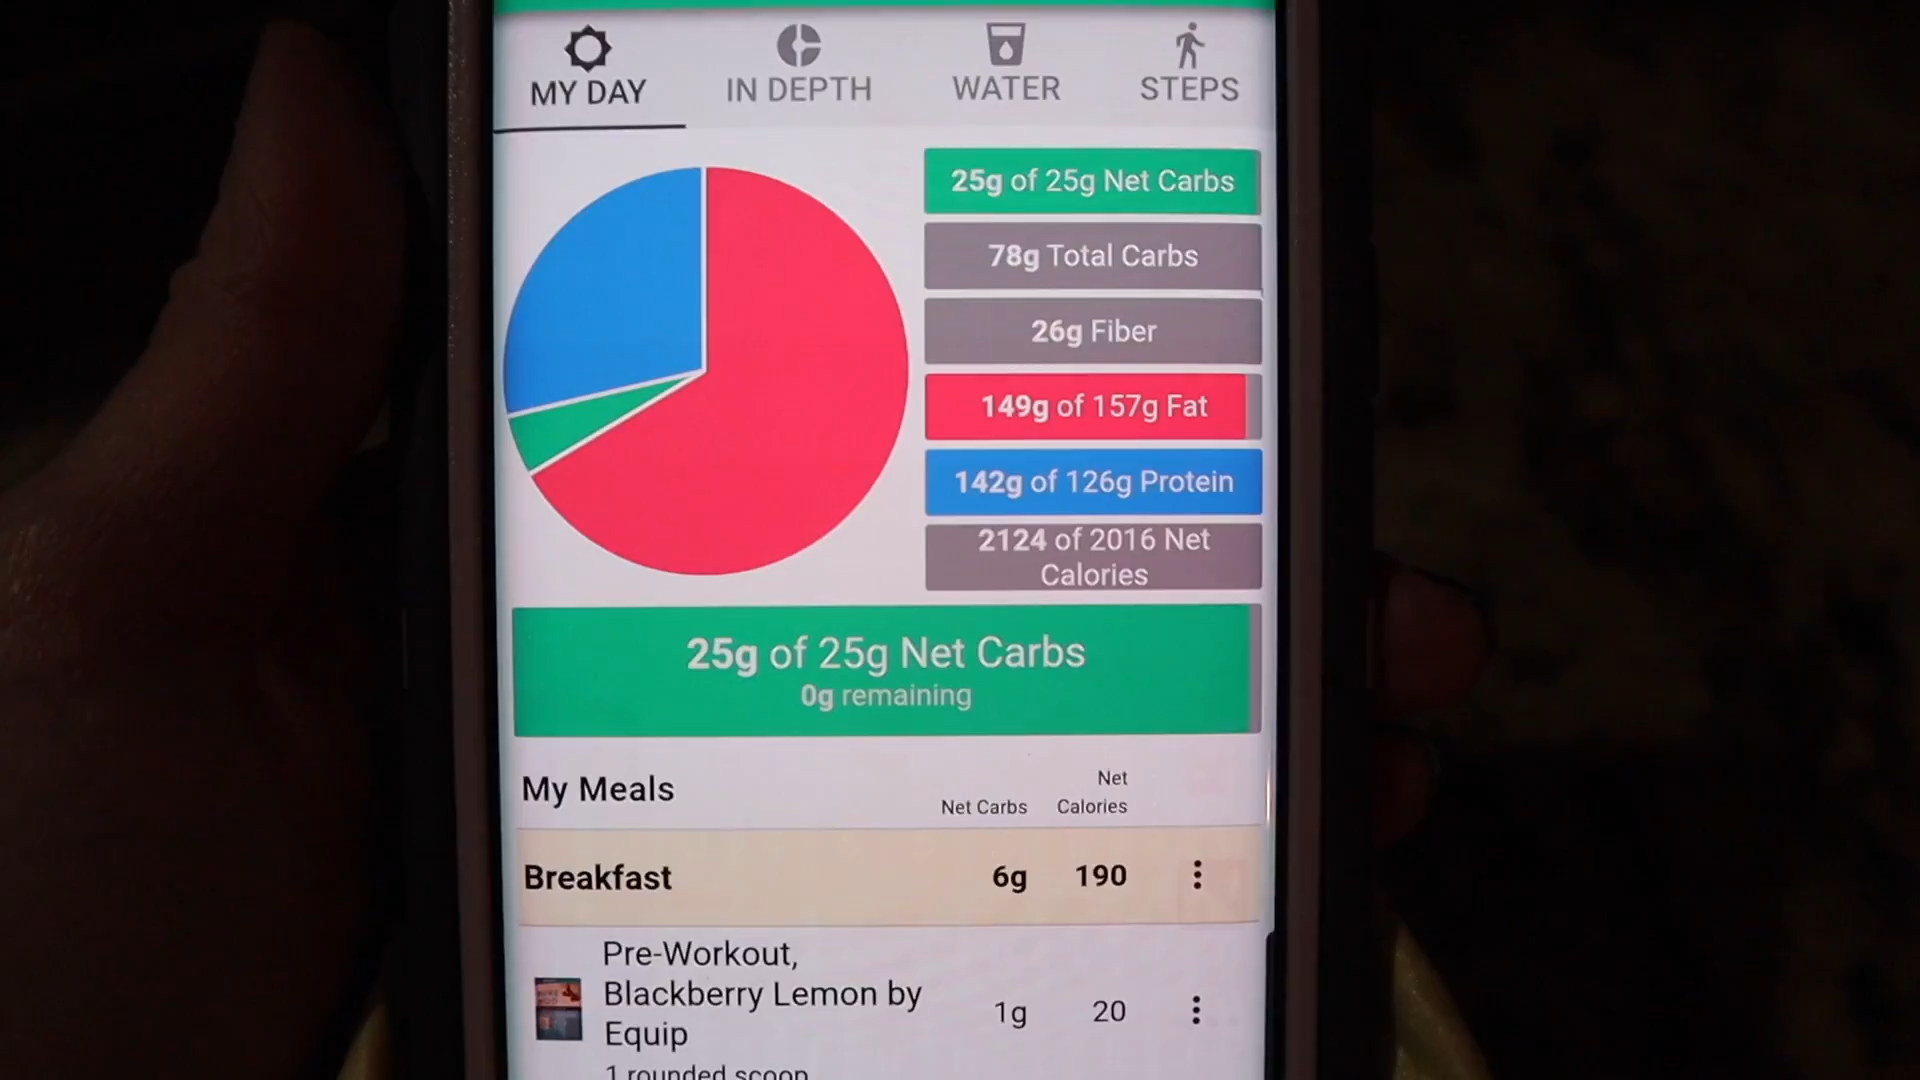 MY DAY
IN DEPTH
WATER
STEPS
25g of 25g Net Carbs
78g Total Carbs
26g Fiber
149g of 157g Fat
142g of 126g Protein
2124 of 2016 Net
Calories
25g of 25g Net Carbs
0g remaining
My Meals
Net Carbs
Net
Calories
Breakfast 6g 190
Pre-Workout,
Blackberry Lemon by
Equip
1g 20
1 rounded scoop